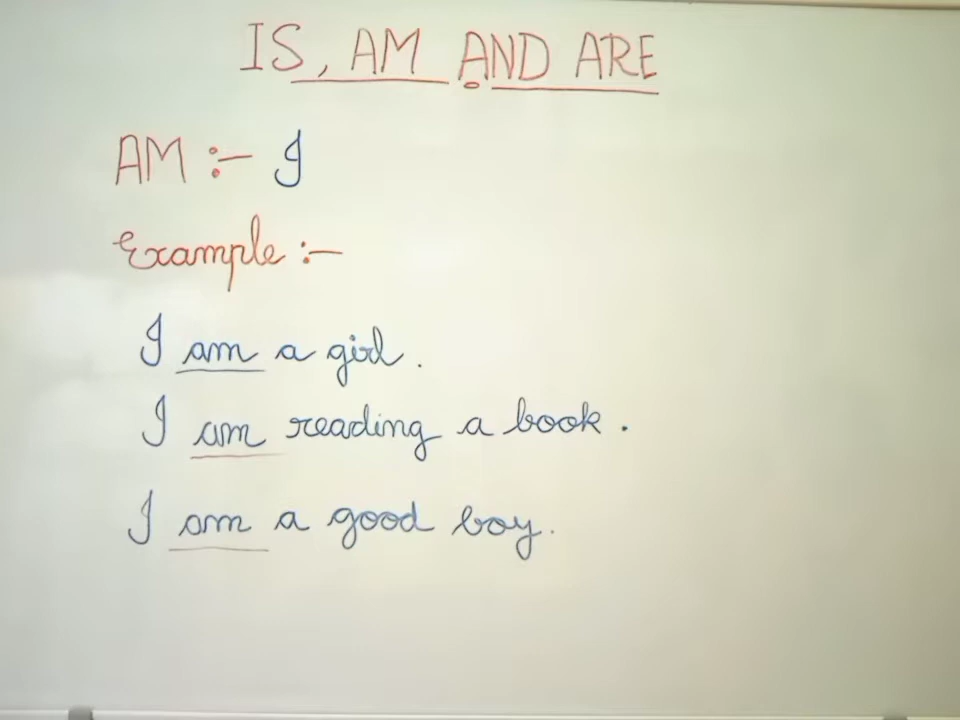 IS, AM AND ARE
AM :- I
Example :-
I am a girl.
I am reading a book.
I am a good boy.